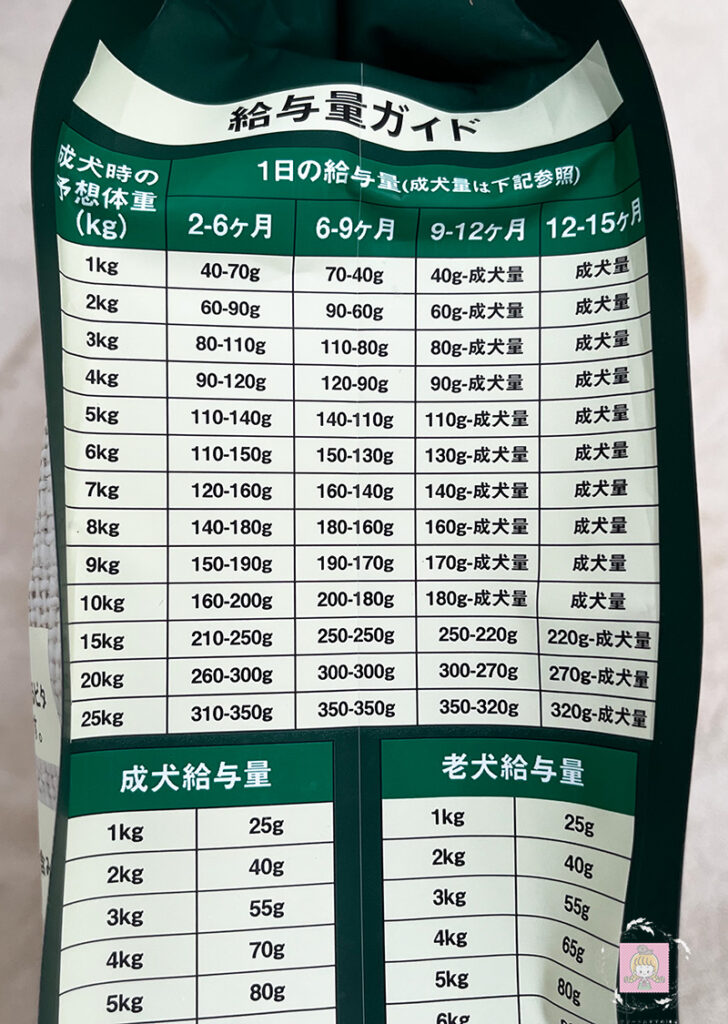 給与量ガイド
成犬時の
予想体重
(kg)
1日の給与量(成犬量は下記参照)
2-6ヶ月 6-9ヶ月 9-12ヶ月 12-15ヶ月
1kg 40-70g 70-40g 40g-成犬量 成犬量
2kg 60-90g 90-60g 60g-成犬量 成犬量
3kg 80-110g 110-80g 80g-成犬量 成犬量
4kg 90-120g 120-90g 90g-成犬量 成犬量
5kg 110-140g 140-110g 110g-成犬量 成犬量
6kg 110-150g 150-130g 130g-成犬量 成犬量
7kg 120-160g 160-140g 140g-成犬量 成犬量
8kg 140-180g 180-160g 160g-成犬量 成犬量
9kg 150-190g 190-170g 170g-成犬量 成犬量
10kg 160-200g 200-180g 180g-成犬量 成犬量
15kg 210-250g 250-250g 250-220g 220g-成犬量
20kg 260-300g 300-300g 300-270g 270g-成犬量
25kg 310-350g 350-350g 350-320g 320g-成犬量
成犬給与量
1kg 25g
2kg 40g
3kg 55g
4kg 70g
5kg 80g
老犬給与量
1kg 25g
2kg 40g
3kg 55g
4kg 65g
5kg 80g
6kg